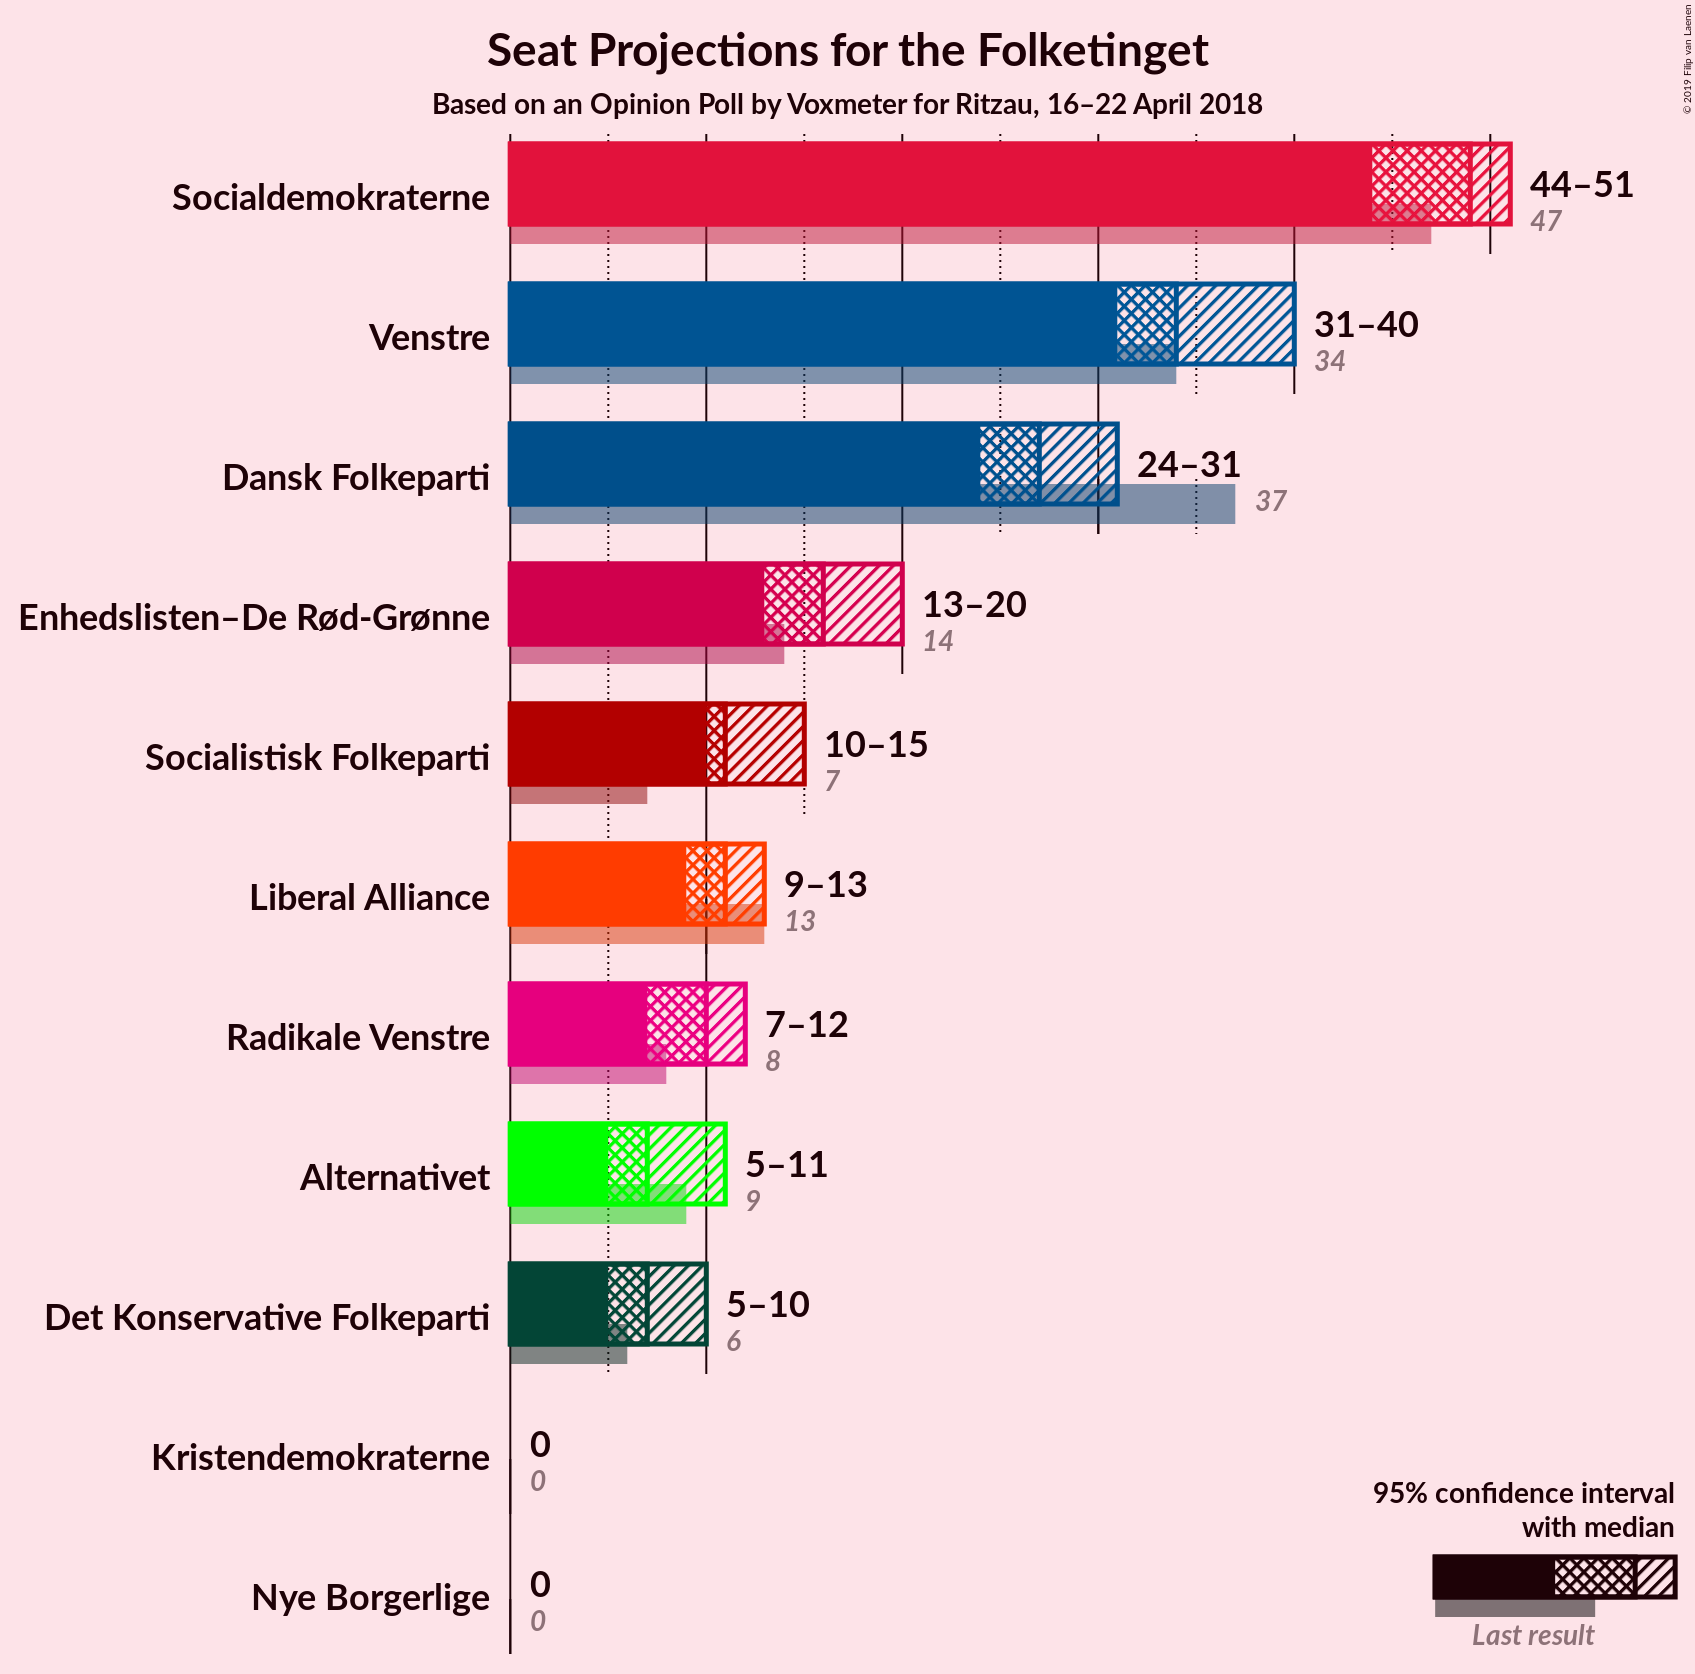 Seat Projections for the Folketinget
Based on an Opinion Poll by Voxmeter for Ritzau, 16–22 April 2018
© 2019 Filip van Laenen
Socialdemokraterne
44–51
47
Venstre
31–40
34
Dansk Folkeparti
24–31
37
Enhedslisten–De Rød-Grønne
13–20
14
Socialistisk Folkeparti
10–15
7
Liberal Alliance
9–13
13
Radikale Venstre
7–12
8
Alternativet
5–11
9
Det Konservative Folkeparti
5–10
6
Kristendemokraterne
0
0
Nye Borgerlige
0
0
95% confidence interval
with median
Last result